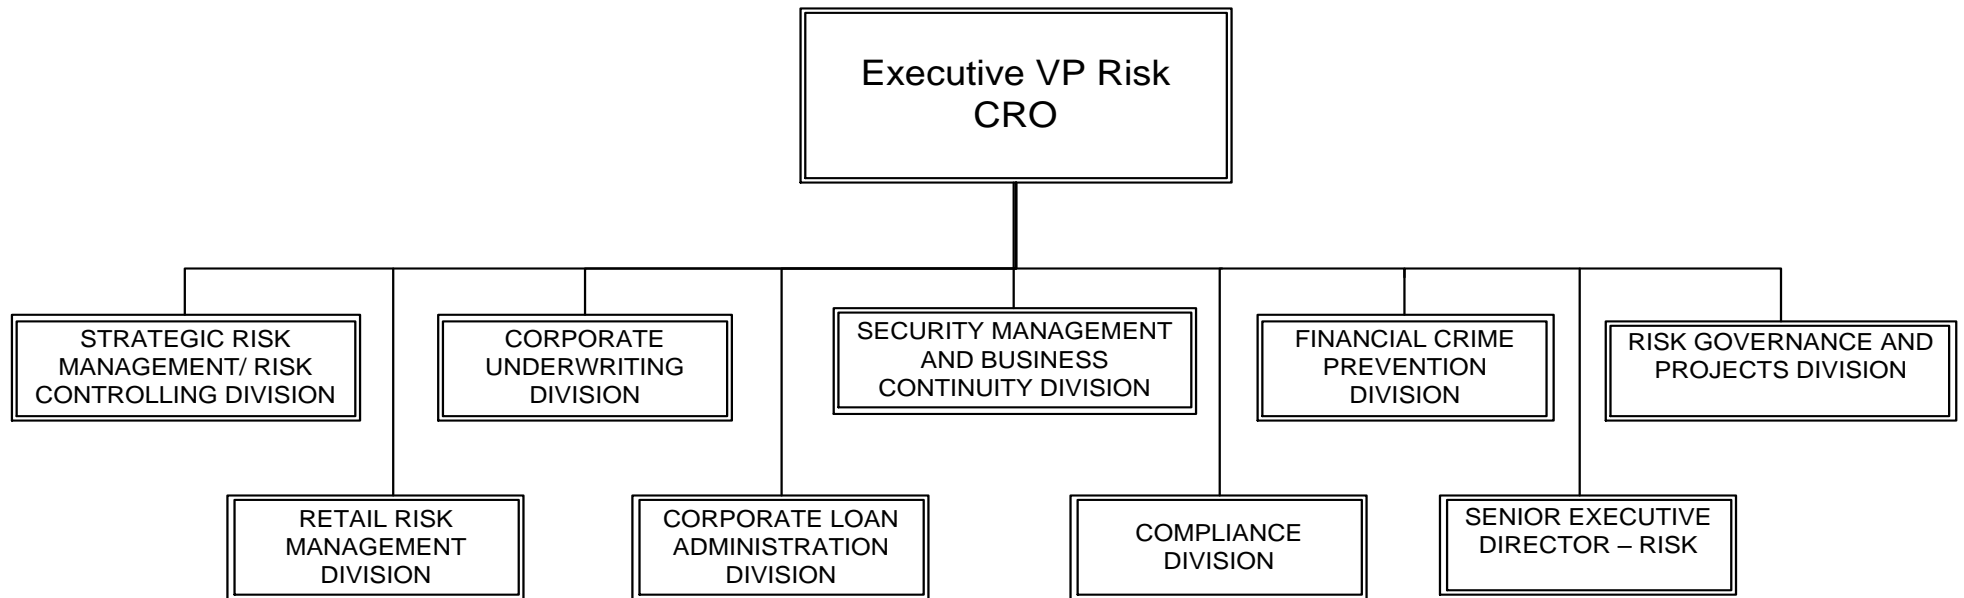 Executive VP Risk
CRO
STRATEGIC RISK
MANAGEMENT/ RISK
CONTROLLING DIVISION
CORPORATE
UNDERWRITING
DIVISION
SECURITY MANAGEMENT
AND BUSINESS
CONTINUITY DIVISION
FINANCIAL CRIME
PREVENTION
DIVISION
RISK GOVERNANCE AND
PROJECTS DIVISION
RETAIL RISK
MANAGEMENT
DIVISION
CORPORATE LOAN
ADMINISTRATION
DIVISION
COMPLIANCE
DIVISION
SENIOR EXECUTIVE
DIRECTOR – RISK